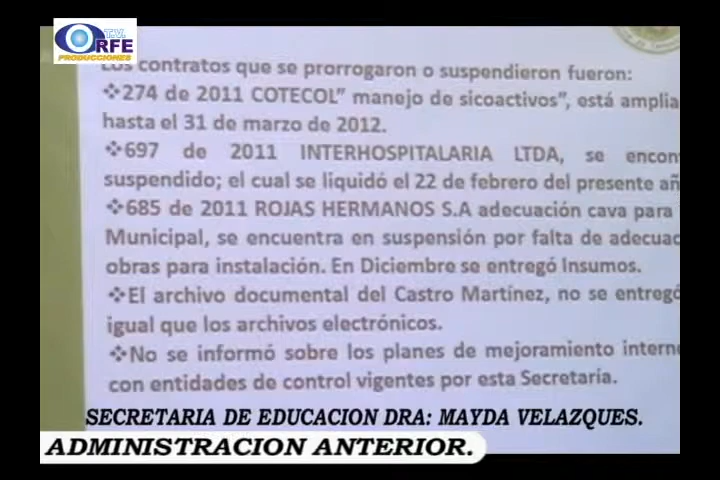 T.V.
ORFE
PRODUCCIONES
Los contratos que se prorrogaron o suspendieron fueron:
❖274 de 2011 COTECOL" manejo de sicoactivos", está amplia
hasta el 31 de marzo de 2012.
❖697 de 2011 INTERHOSPITALARIA LTDA, se encon
suspendido; el cual se liquidó el 22 de febrero del presente añ
❖685 de 2011 ROJAS HERMANOS S.A adecuación cava para
Municipal, se encuentra en suspensión por falta de adecuac
obras para instalación. En Diciembre se entregó Insumos.
❖El archivo documental del Castro Martínez, no se entregó
igual que los archivos electrónicos.
❖No se informó sobre los planes de mejoramiento interne
con entidades de control vigentes por esta Secretaría.
SECRETARIA DE EDUCACION DRA: MAYDA VELAZQUES.
ADMINISTRACION ANTERIOR.